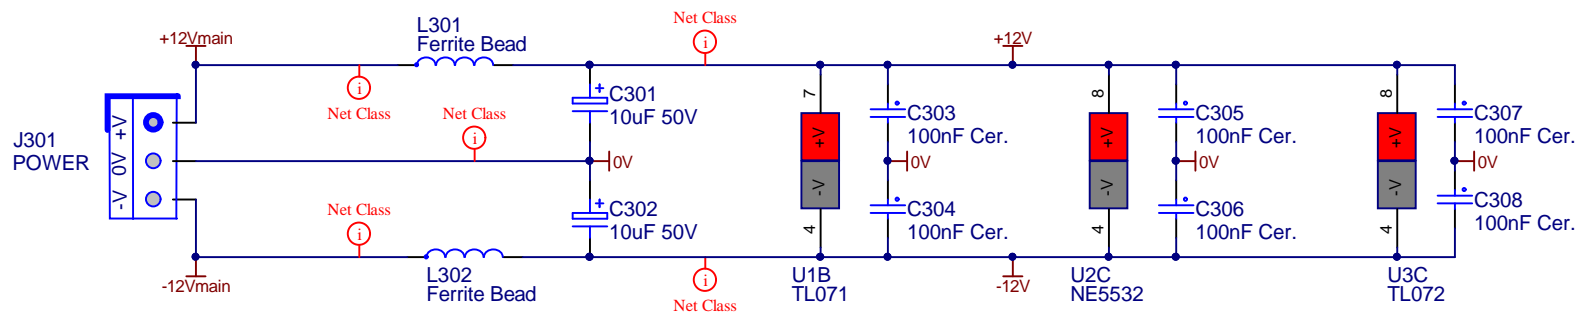 Net Class
L301
Ferrite Bead
+12Vmain
+12V
i
i
Net Class
Net Class
i
J301
POWER
+V
0V
-V
+
C301
10uF 50V
0V
+
C302
10uF 50V
7
+V
-V
4
C303
100nF Cer.
0V
C304
100nF Cer.
8
+V
-V
4
C305
100nF Cer.
0V
C306
100nF Cer.
8
+V
-V
4
C307
100nF Cer.
0V
C308
100nF Cer.
Net Class
i
-12Vmain
L302
Ferrite Bead
i
Net Class
U1B
TL071
-12V
U2C
NE5532
U3C
TL072